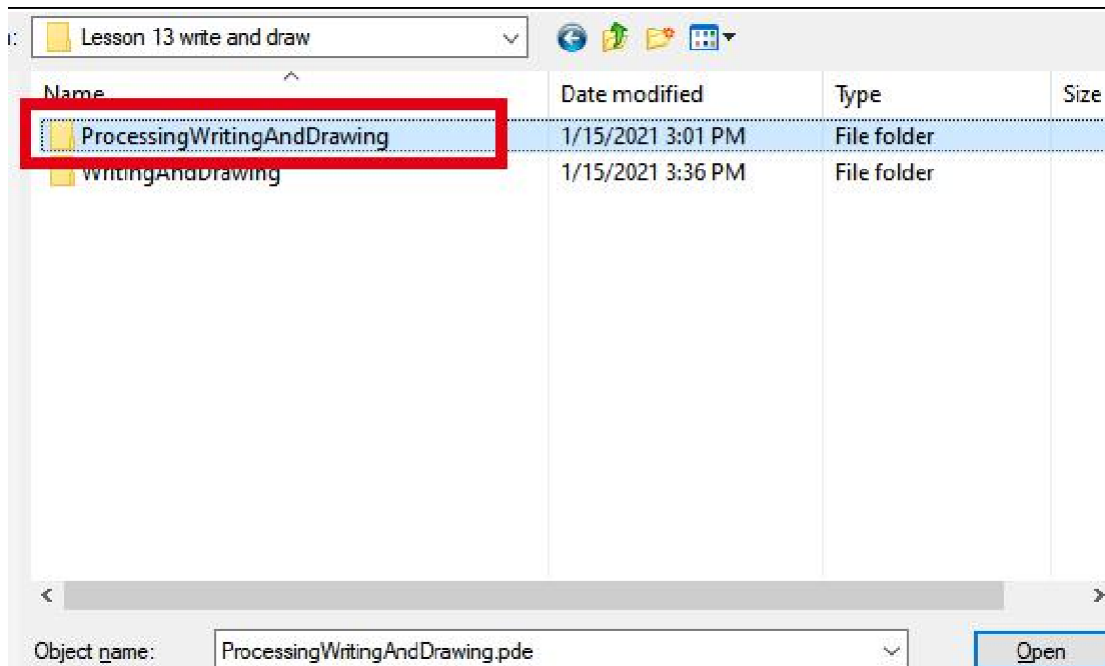 Lesson 13 write and draw
Name Date modified Type Size
ProcessingWritingAndDrawing 1/15/2021 3:01 PM File folder
WritingAndDrawing 1/15/2021 3:36 PM File folder
Object name: ProcessingWritingAndDrawing.pde Open